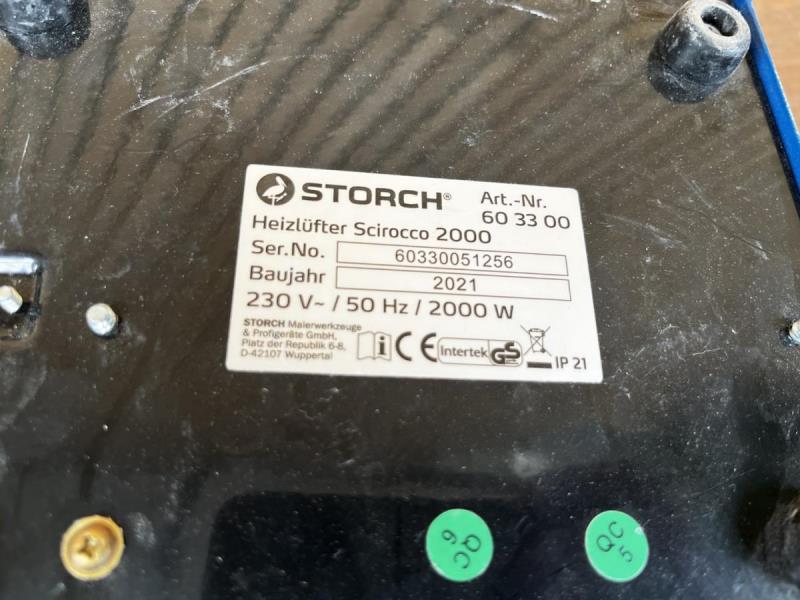 STORCH®
Art.-Nr.
60 33 00
Heizlüfter Scirocco 2000
Ser.No. 60330051256
Baujahr 2021
230 V~ / 50 Hz / 2000 W
STORCH Malerwerkzeuge
& Profigeräte GmbH,
Platz der Republik 6-8,
D-42107 Wuppertal
i CE Intertek GS IP 21
QC
6
QC
5